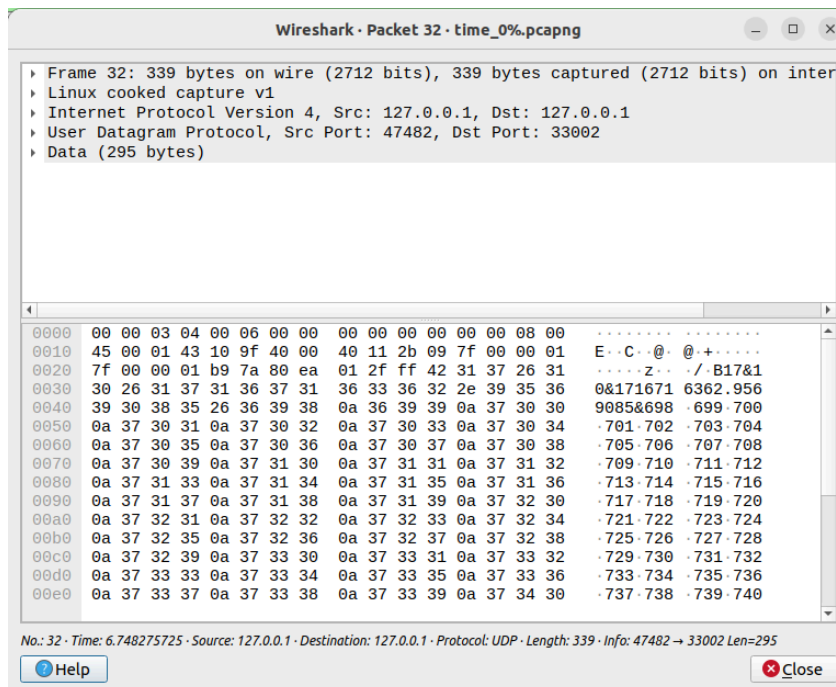 Wireshark · Packet 32 · time_0%.pcapng
Frame 32: 339 bytes on wire (2712 bits), 339 bytes captured (2712 bits) on inter
Linux cooked capture v1
Internet Protocol Version 4, Src: 127.0.0.1, Dst: 127.0.0.1
User Datagram Protocol, Src Port: 47482, Dst Port: 33002
Data (295 bytes)
0000 00 00 03 04 00 06 00 00 00 00 00 00 00 00 08 00 ········ ········
0010 45 00 01 43 10 9f 40 00 40 11 2b 09 7f 00 00 01 E··C··@· @·+·····
0020 7f 00 00 01 b9 7a 80 ea 01 2f ff 42 31 37 26 31 ·····z·· ·/·B17&1
0030 30 26 31 37 31 36 37 31 36 33 36 32 2e 39 35 36 0&171671 6362.956
0040 39 30 38 35 26 36 39 38 0a 36 39 39 0a 37 30 30 9085&698 ·699·700
0050 0a 37 30 31 0a 37 30 32 0a 37 30 33 0a 37 30 34 ·701·702 ·703·704
0060 0a 37 30 35 0a 37 30 36 0a 37 30 37 0a 37 30 38 ·705·706 ·707·708
0070 0a 37 30 39 0a 37 31 30 0a 37 31 31 0a 37 31 32 ·709·710 ·711·712
0080 0a 37 31 33 0a 37 31 34 0a 37 31 35 0a 37 31 36 ·713·714 ·715·716
0090 0a 37 31 37 0a 37 31 38 0a 37 31 39 0a 37 32 30 ·717·718 ·719·720
00a0 0a 37 32 31 0a 37 32 32 0a 37 32 33 0a 37 32 34 ·721·722 ·723·724
00b0 0a 37 32 35 0a 37 32 36 0a 37 32 37 0a 37 32 38 ·725·726 ·727·728
00c0 0a 37 32 39 0a 37 33 30 0a 37 33 31 0a 37 33 32 ·729·730 ·731·732
00d0 0a 37 33 33 0a 37 33 34 0a 37 33 35 0a 37 33 36 ·733·734 ·735·736
00e0 0a 37 33 37 0a 37 33 38 0a 37 33 39 0a 37 34 30 ·737·738 ·739·740
No.: 32 · Time: 6.748275725 · Source: 127.0.0.1 · Destination: 127.0.0.1 · Protocol: UDP · Length: 339 · Info: 47482 → 33002 Len=295
Help
Close